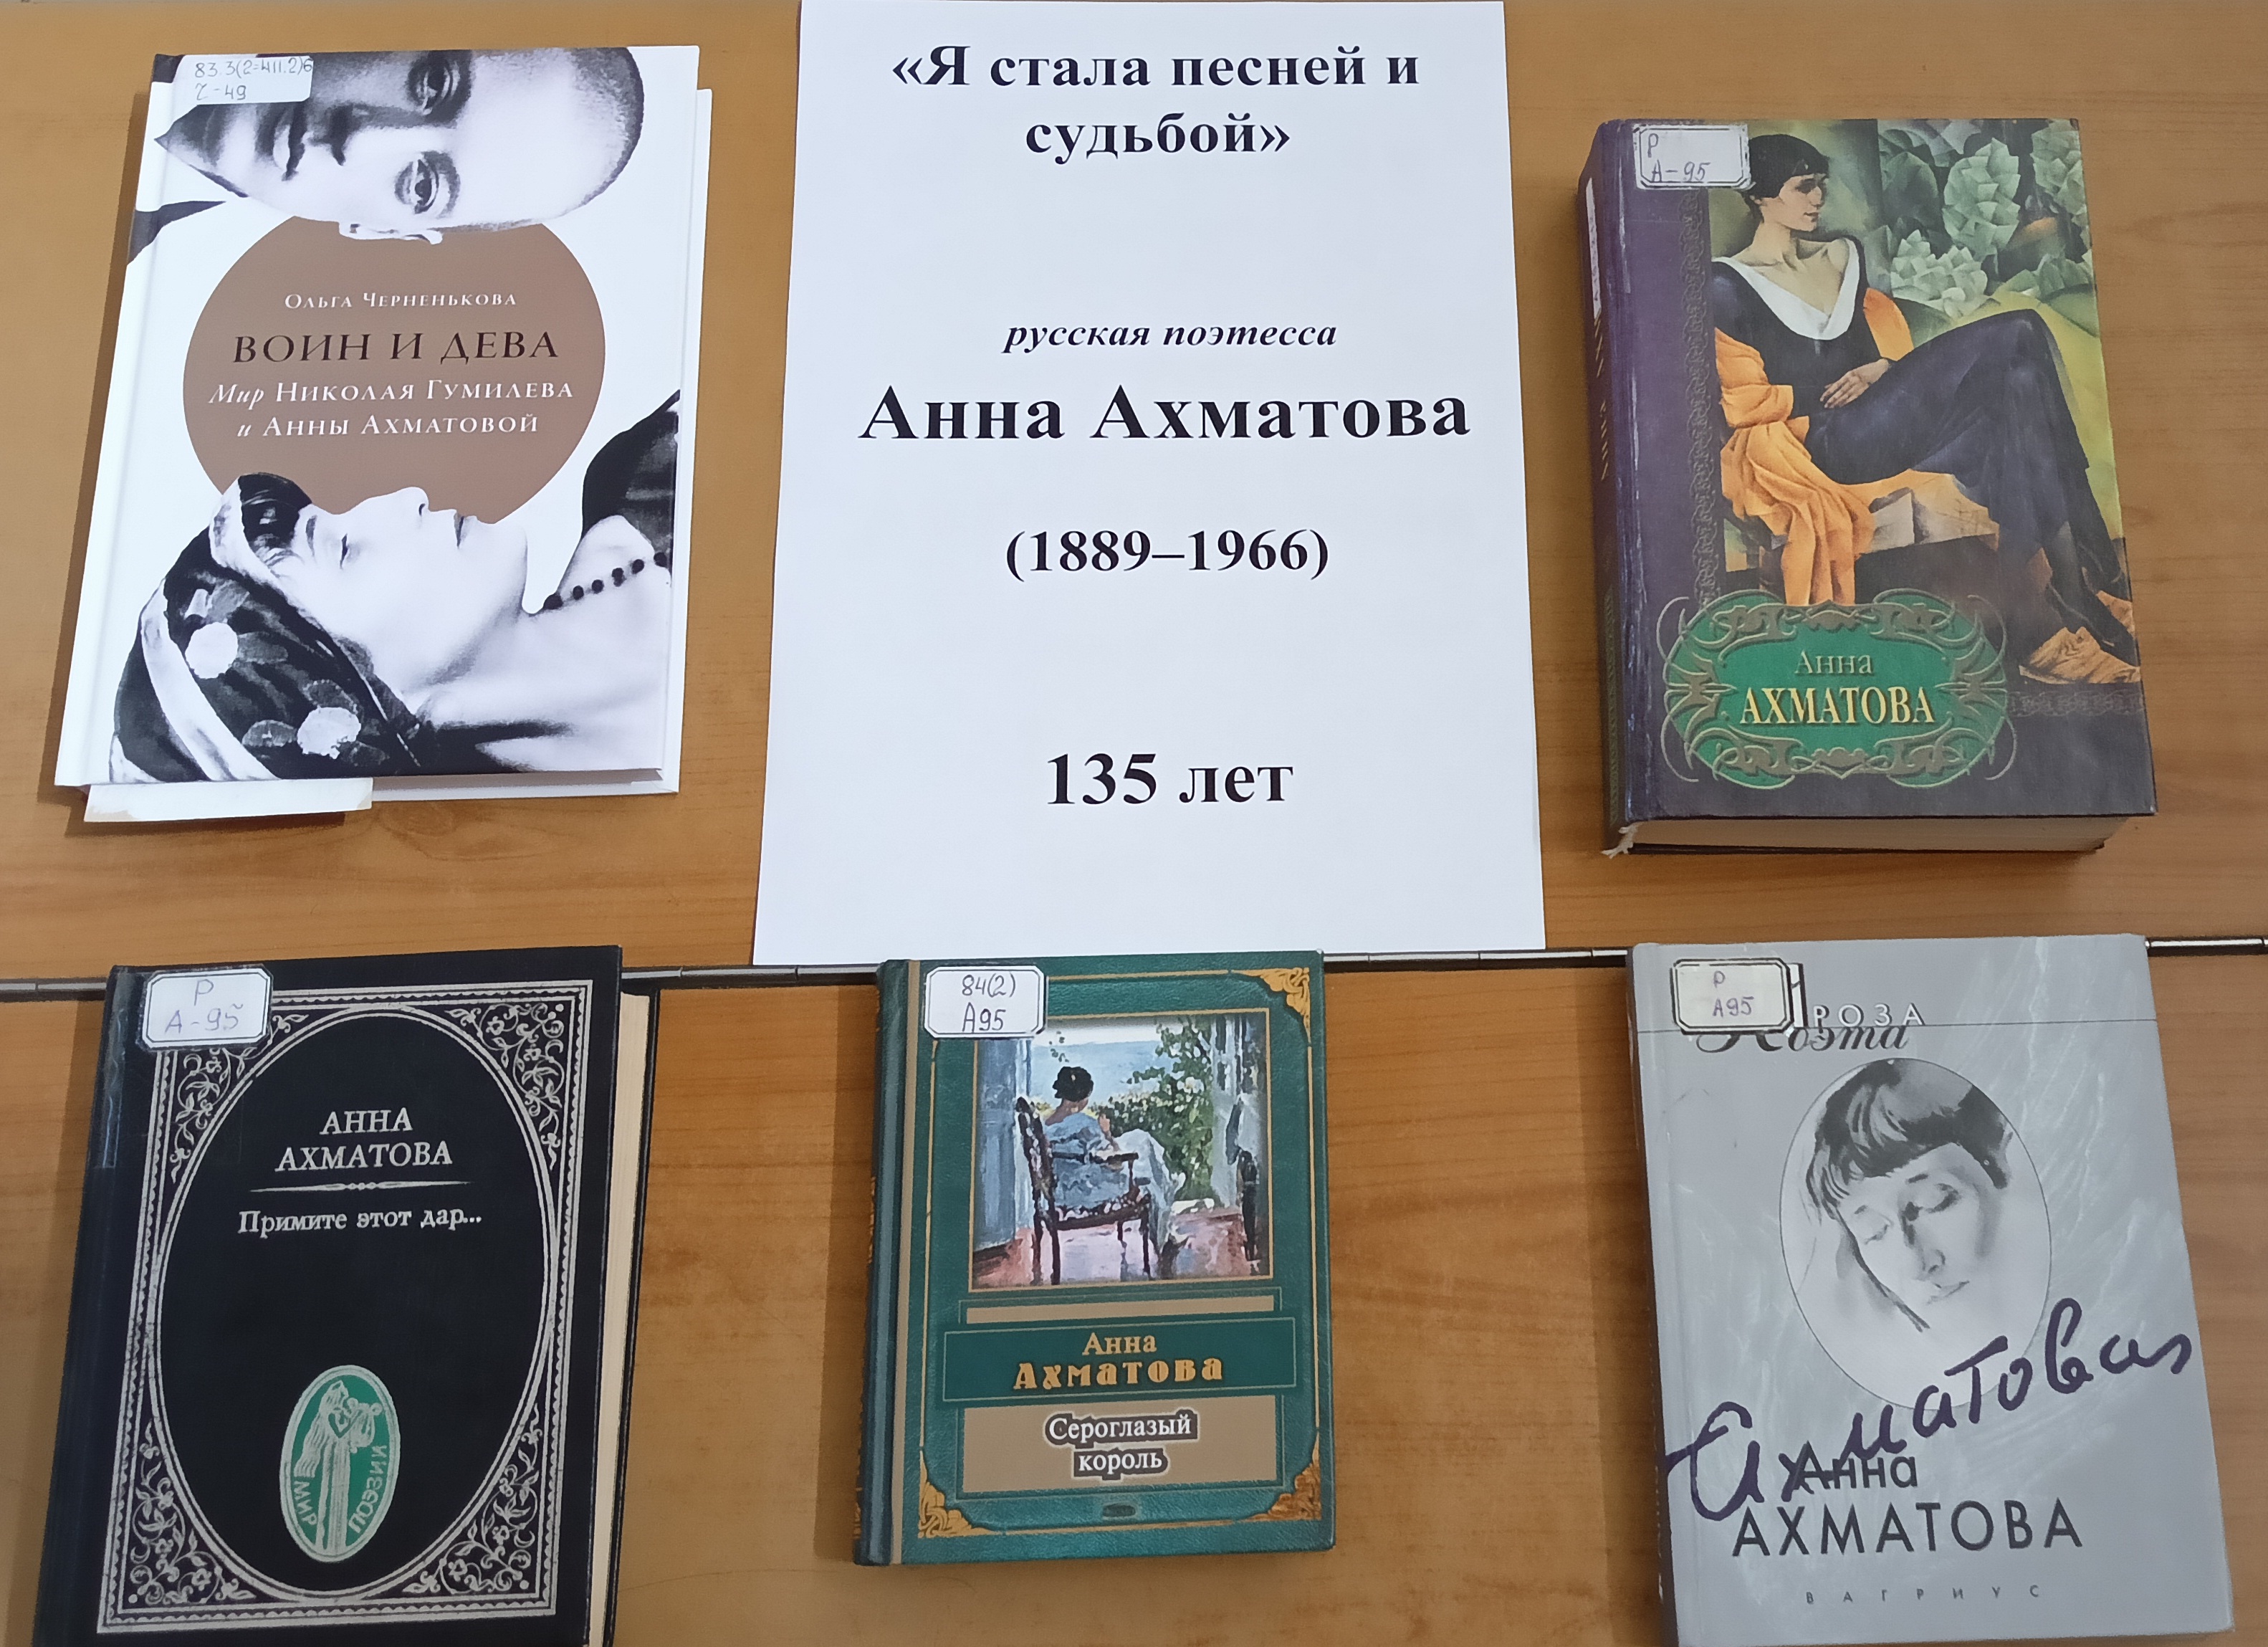 83.3(2=411.2)6
Ч-49
Ольга Черненькова
ВОИН И ДЕВА
Мир Николая Гумилева
и Анны Ахматовой
«Я стала песней и
судьбой»
русская поэтесса
Анна Ахматова
(1889–1966)
135 лет
Р
А-95
Анна
АХМАТОВА
Р
А-95
АННА
АХМАТОВА
Примите этот дар...
МИР ПОЭЗИИ
84(2)
А95
Анна
Ахматова
Сероглазый
король
Р
А95
РОЗА
Поэта
Ахматова
Анна
АХМАТОВА
ВАГРИУС